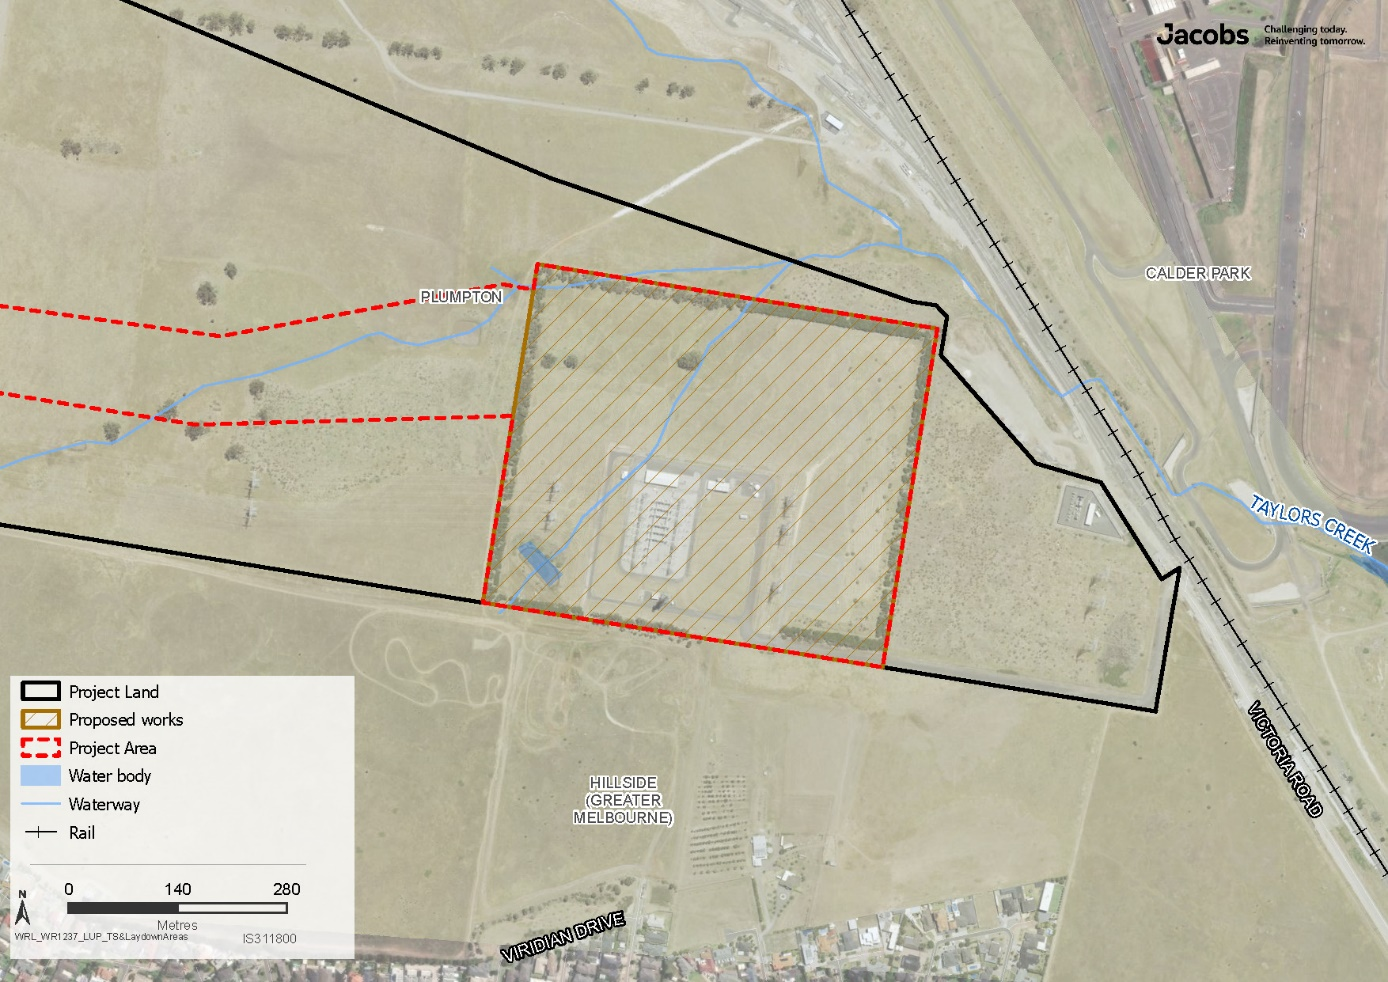 Jacobs
Challenging today.
Reinventing tomorrow.
CALDER PARK
PLUMPTON
TAYLORS CREEK
VICTORIA ROAD
HILLSIDE
(GREATER
MELBOURNE)
VIRIDIAN DRIVE
Project Land
Proposed works
Project Area
Water body
Waterway
Rail
N
0 140 280
Metres
WRL_WR1237_LUP_TS&LaydownAreas
IS311800